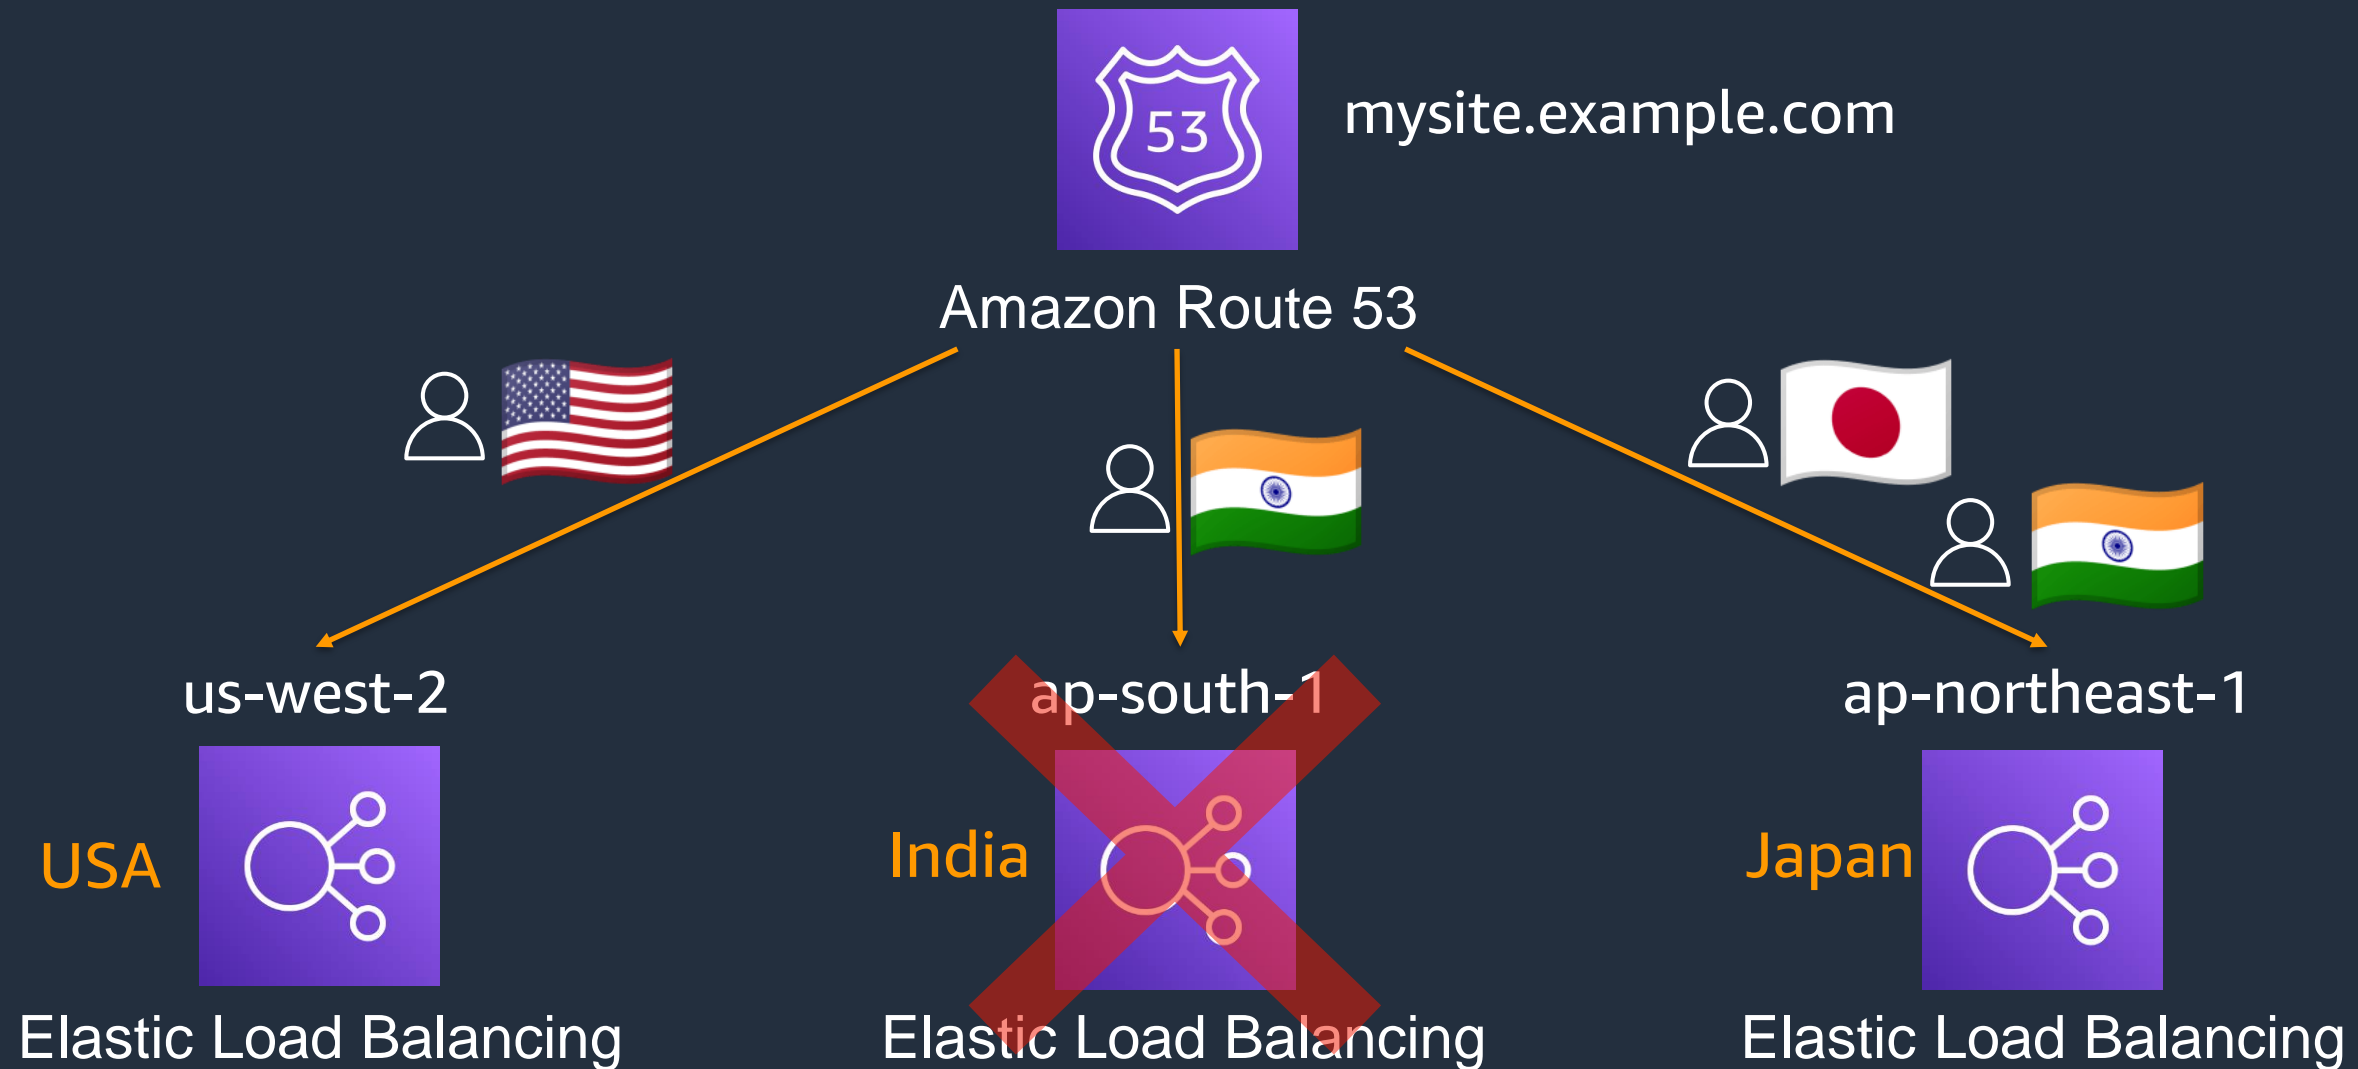 53
mysite.example.com
Amazon Route 53
us-west-2
ap-south-1
ap-northeast-1
USA
India
Japan
Elastic Load Balancing
Elastic Load Balancing
Elastic Load Balancing